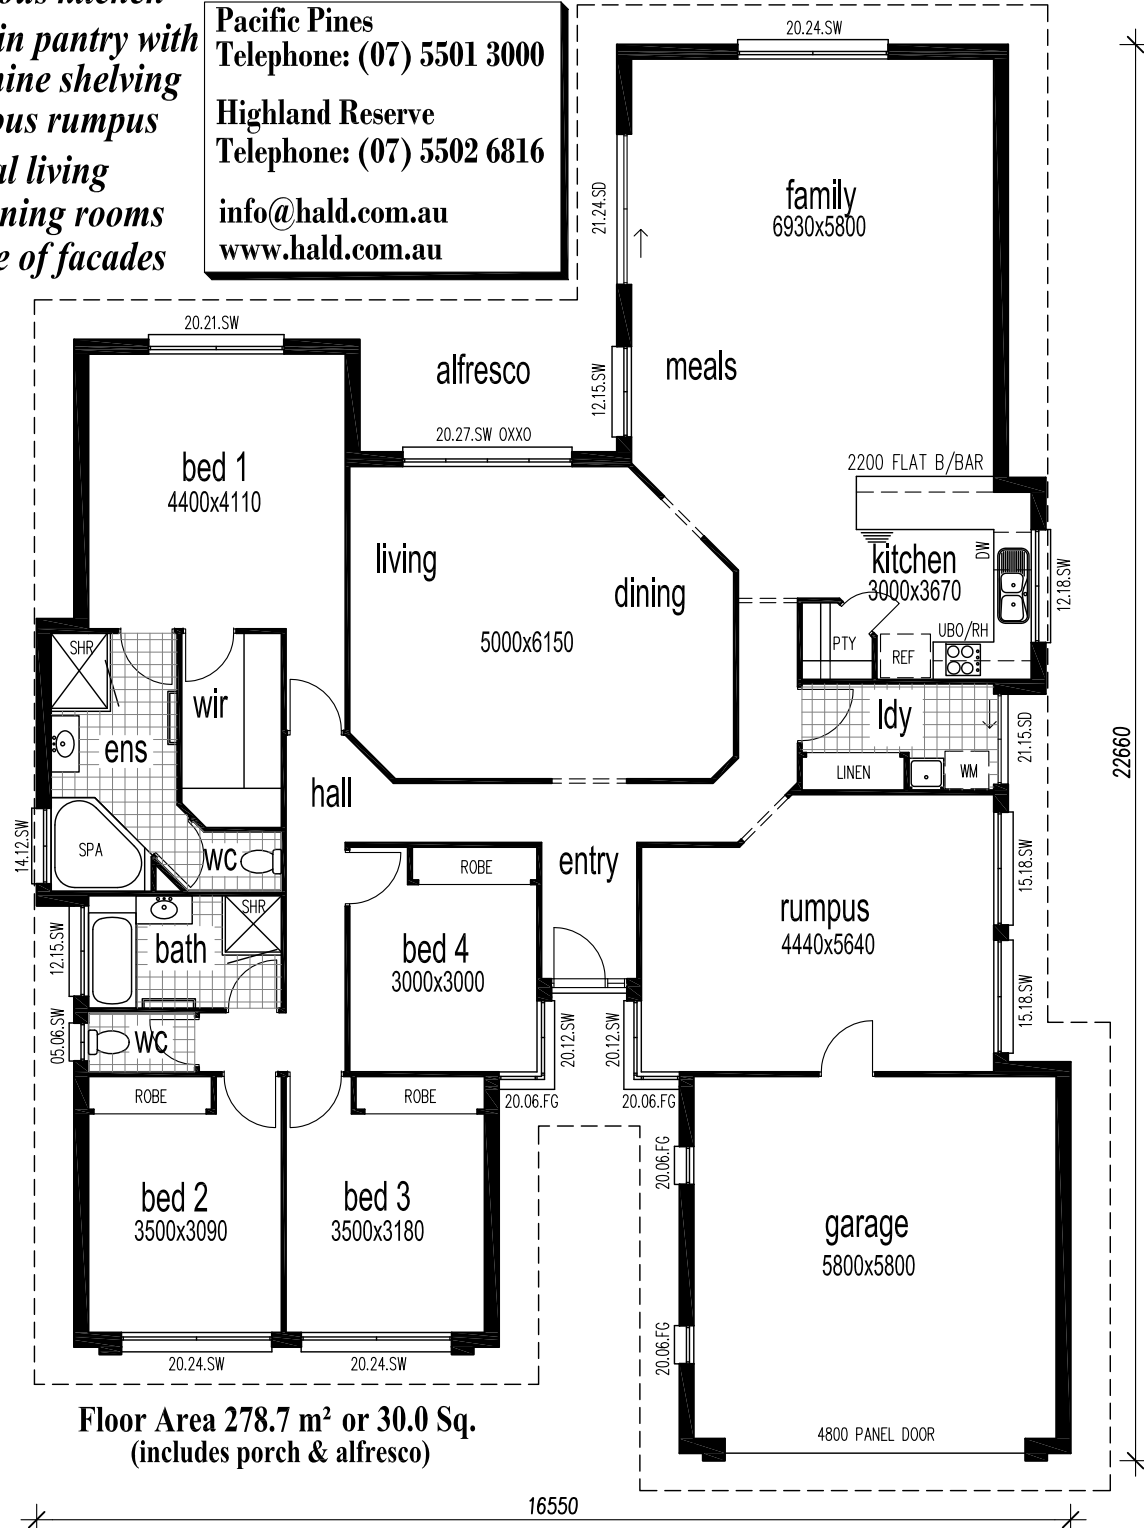 kitchen
in pantry with
shelving
rumpus
living
rooms
of facades
Pacific Pines
Telephone: (07) 5501 3000
Highland Reserve
Telephone: (07) 5502 6816
info@hald.com.au
www.hald.com.au
20.24.SW
family
6930x5800
21.24.SD
20.21.SW
alfresco
meals
12.15.SW
20.27.SW OXXO
bed 1
4400x4110
2200 FLAT B/BAR
living
dining
5000x6150
kitchen
3000x3670
DW
12.18.SW
PTY
REF
UBO/RH
SHR
wir
ens
ldy
21.15.SD
22660
LINEN
WM
hall
14.12.SW
SPA
wc
entry
ROBE
15.18.SW
rumpus
4440x5640
SHR
bath
12.15.SW
bed 4
3000x3000
15.18.SW
05.06.SW
wc
20.12.SW
20.12.SW
ROBE
ROBE
20.06.FG
20.06.FG
20.06.FG
bed 2
3500x3090
bed 3
3500x3180
garage
5800x5800
20.06.FG
20.24.SW
20.24.SW
Floor Area 278.7 m² or 30.0 Sq.
(includes porch & alfresco)
4800 PANEL DOOR
16550